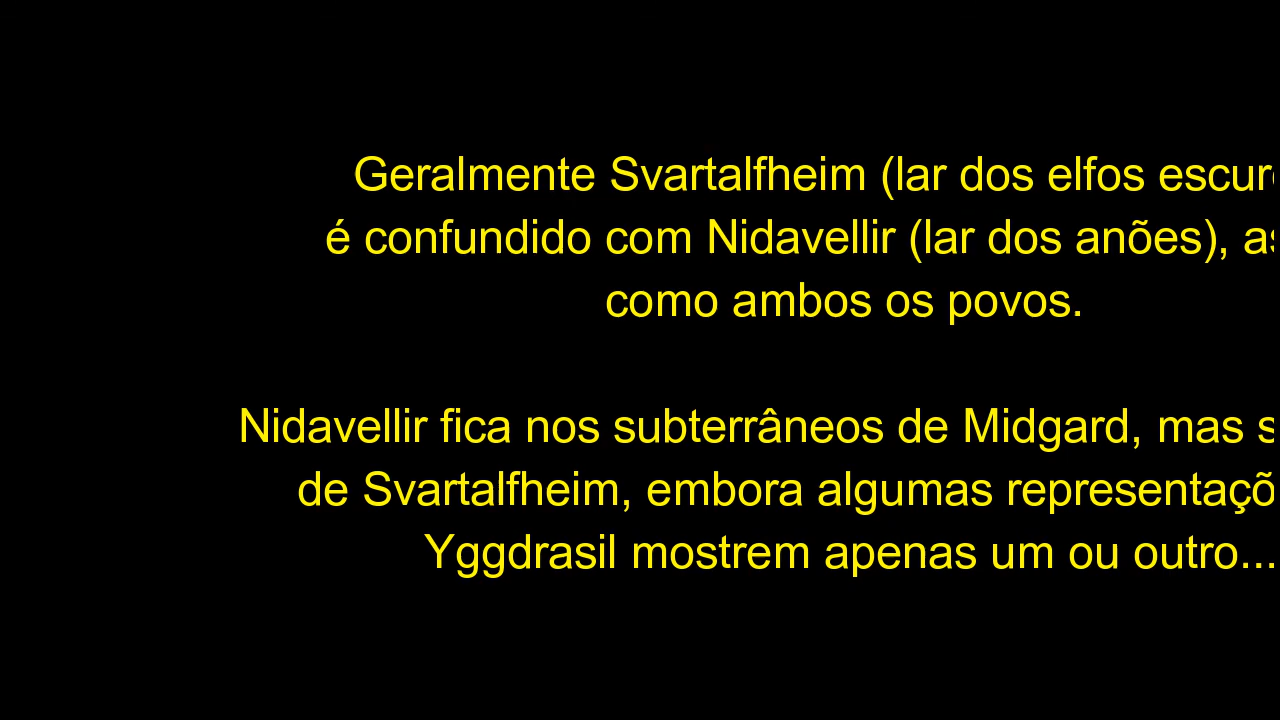 Geralmente Svartalfheim (lar dos elfos
é confundido com Nidavellir (lar dos anões),
como ambos os povos.
Nidavellir fica nos subterrâneos de Midgard, mas
de Svartalfheim, embora algumas
Yggdrasil mostrem apenas um ou outro...